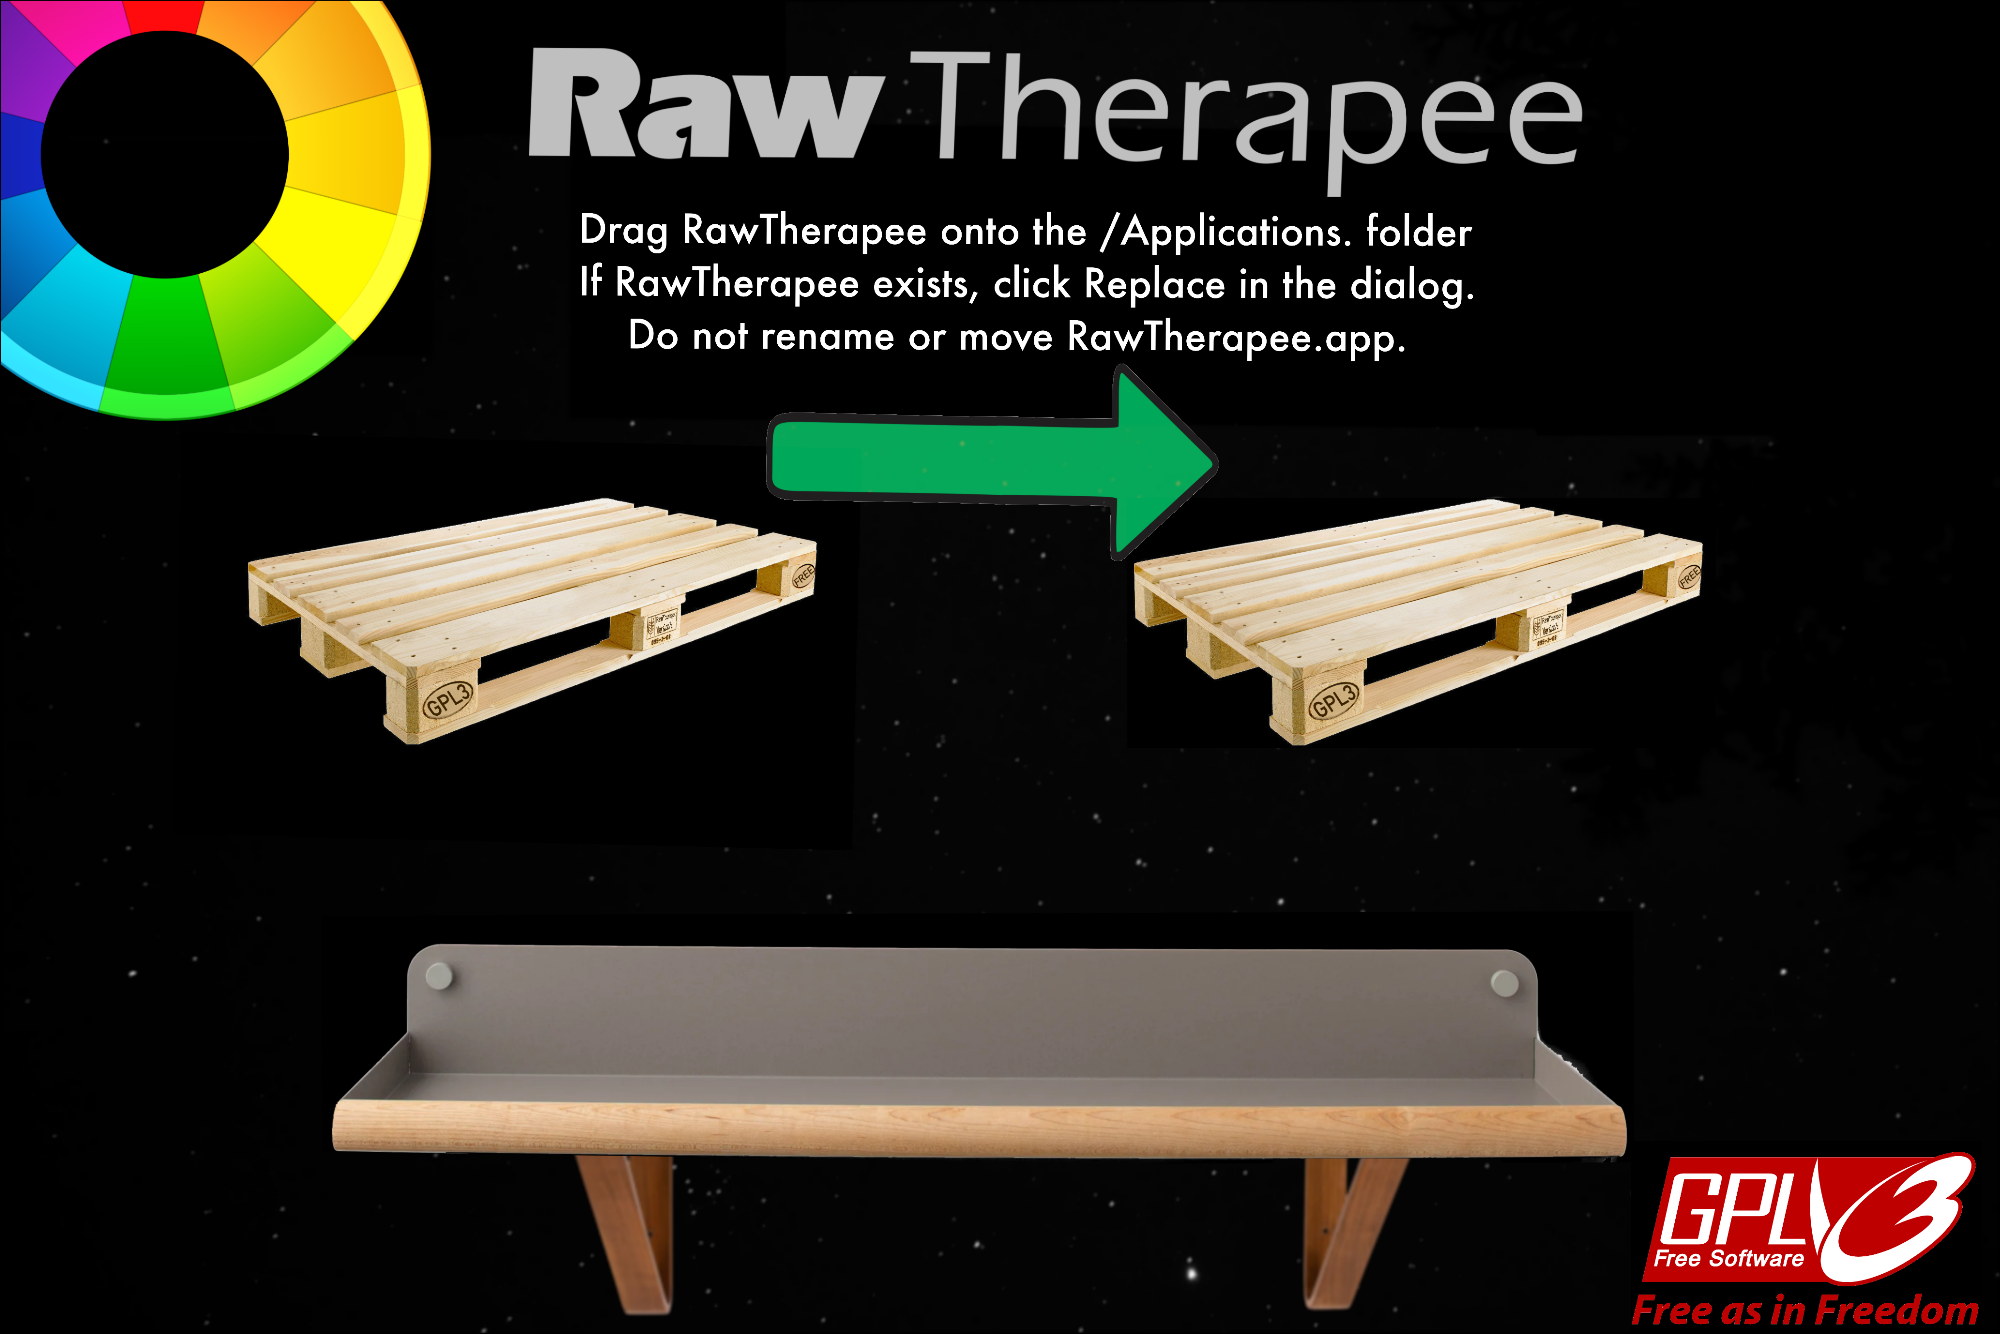 Raw Therapee
Drag RawTherapee onto the /Applications. folder
If RawTherapee exists, click Replace in the dialog.
Do not rename or move RawTherapee.app.
FREE
GPL3
FREE
GPL3
GPLv3
Free Software
Free as in Freedom